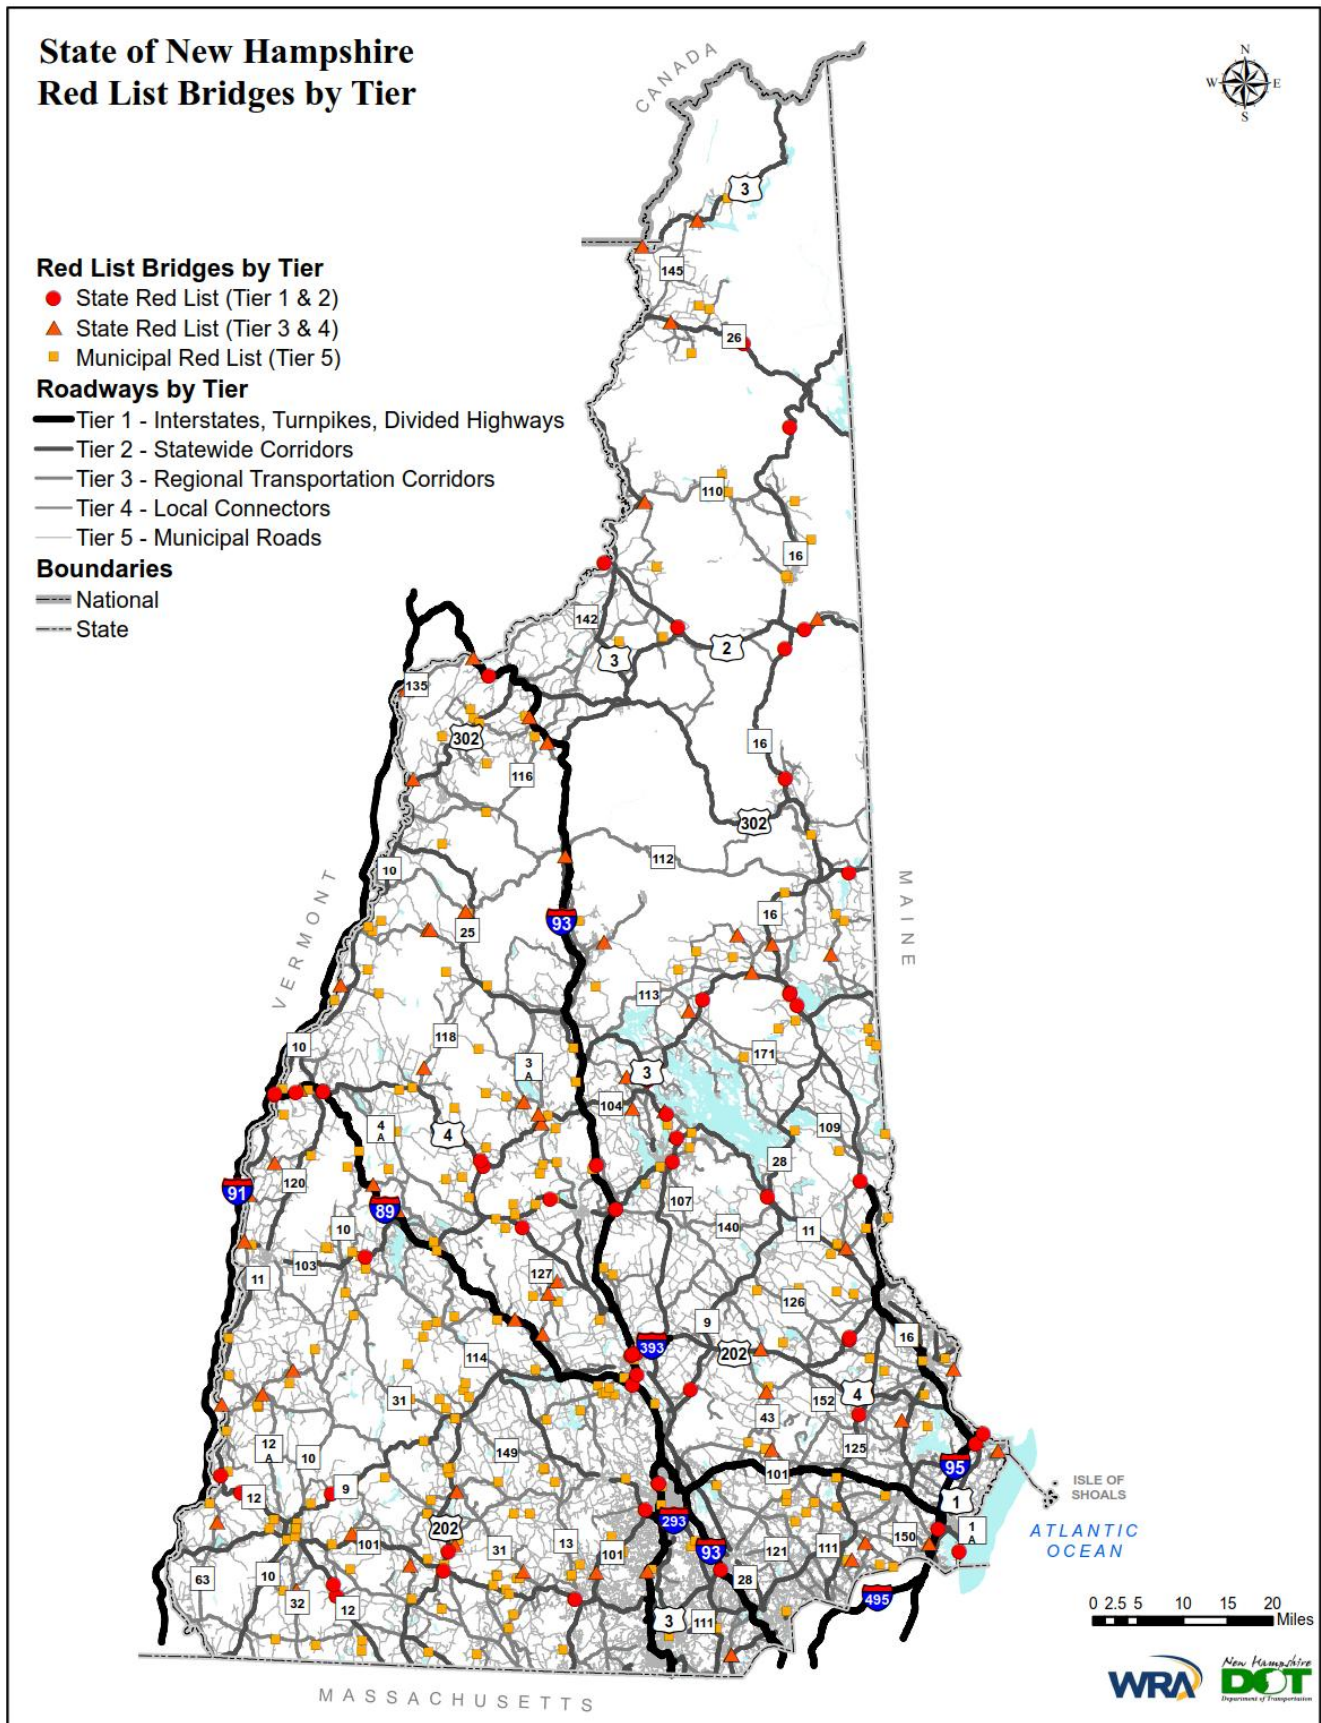 State of New Hampshire
Red List Bridges by Tier
N
W E
S
CANADA
3
145
26
Red List Bridges by Tier
State Red List (Tier 1 & 2)
State Red List (Tier 3 & 4)
Municipal Red List (Tier 5)
Roadways by Tier
Tier 1 - Interstates, Turnpikes, Divided Highways
Tier 2 - Statewide Corridors
Tier 3 - Regional Transportation Corridors
Tier 4 - Local Connectors
Tier 5 - Municipal Roads
Boundaries
National
State
110
16
142
3
2
135
302
16
116
302
112
10
VERMONT
MAINE
16
93
25
113
118
10
171
3
A
3
104
4
A
4
109
28
120
91
107
89
140
11
10
103
11
127
126
9
16
393
202
114
31
152
4
43
12
A
10
149
125
101
95
ISLE OF
SHOALS
9
12
1
202
293
ATLANTIC
OCEAN
1
A
101
31
13
101
93
121
111
150
63
10
28
32
12
495
3
111
0 2.5 5 10 15 20
Miles
MASSACHUSETTS
WRA
New Hampshire
DOT
Department of Transportation